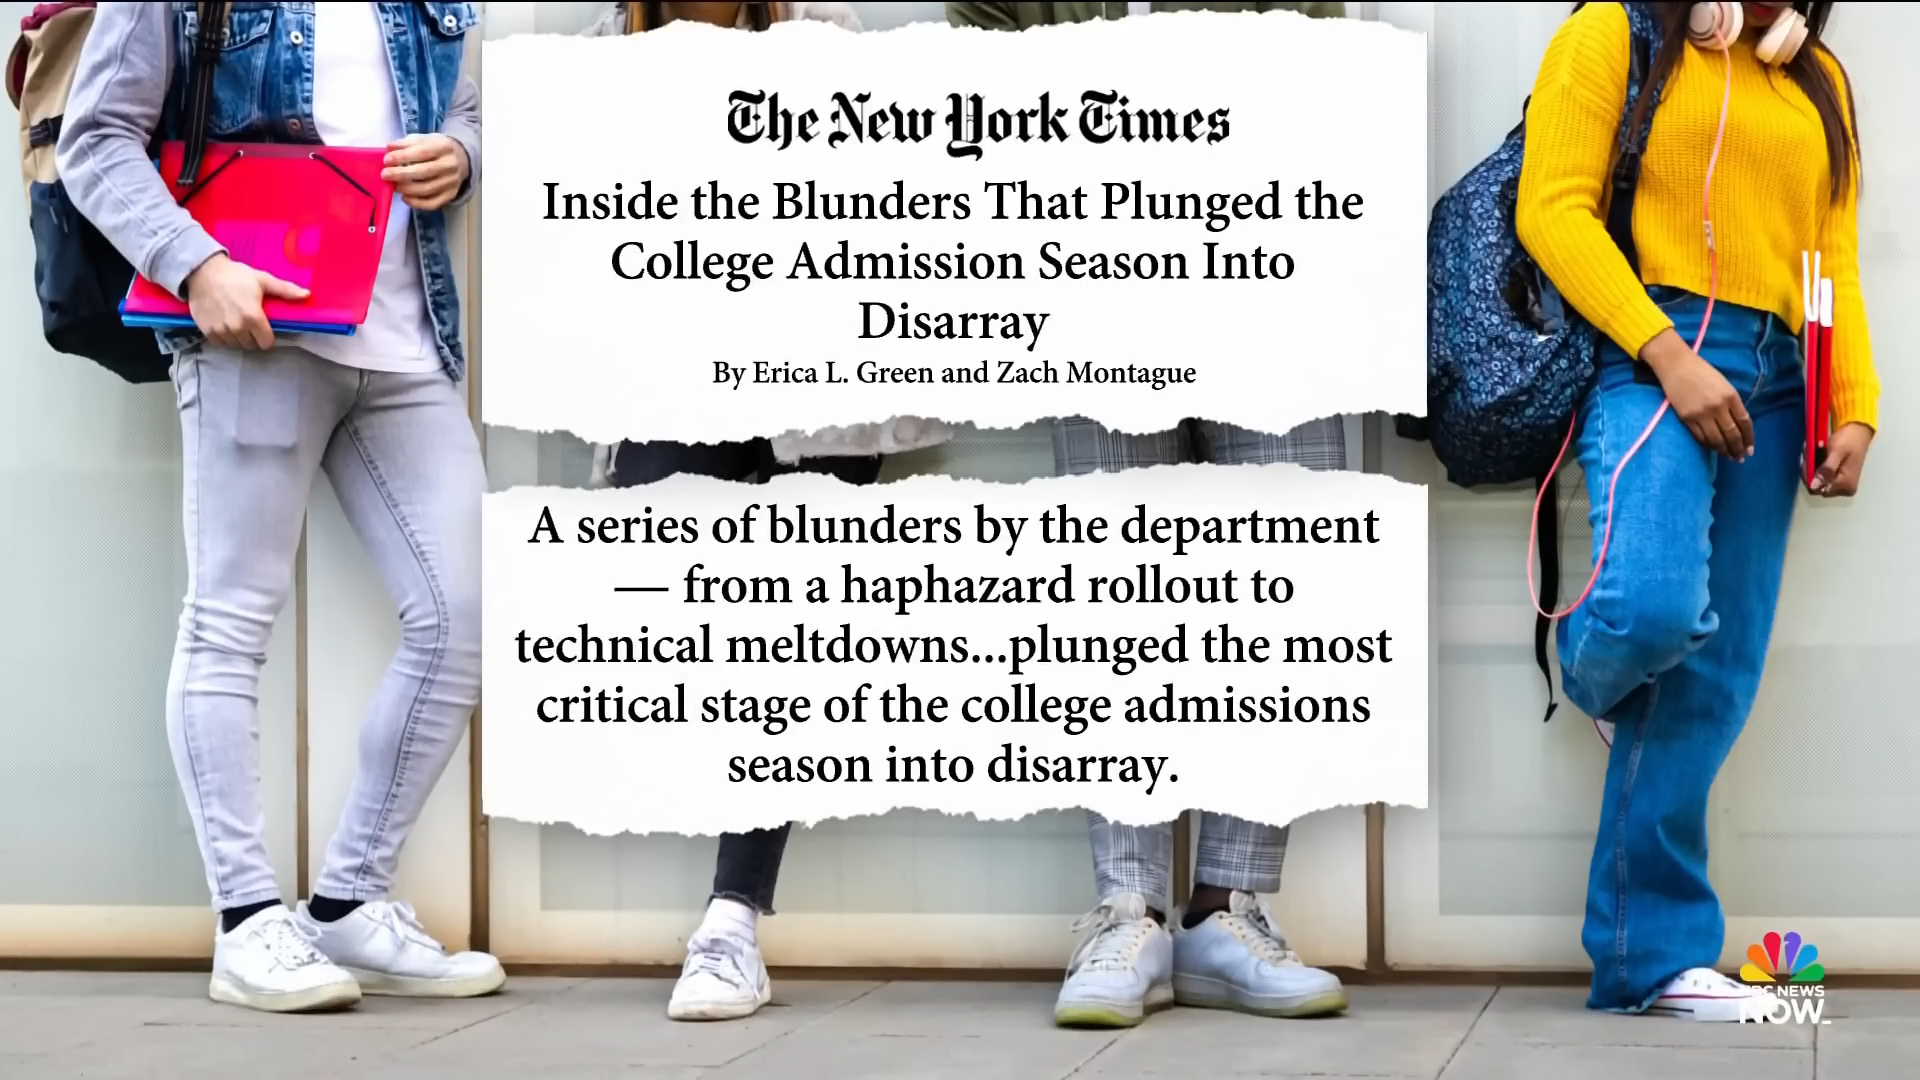 The New York Times
Inside the Blunders That Plunged the
College Admission Season Into
Disarray
By Erica L. Green and Zach Montague
A series of blunders by the department
— from a haphazard rollout to
technical meltdowns...plunged the most
critical stage of the college admissions
season into disarray.
NBC NEWS
NOW